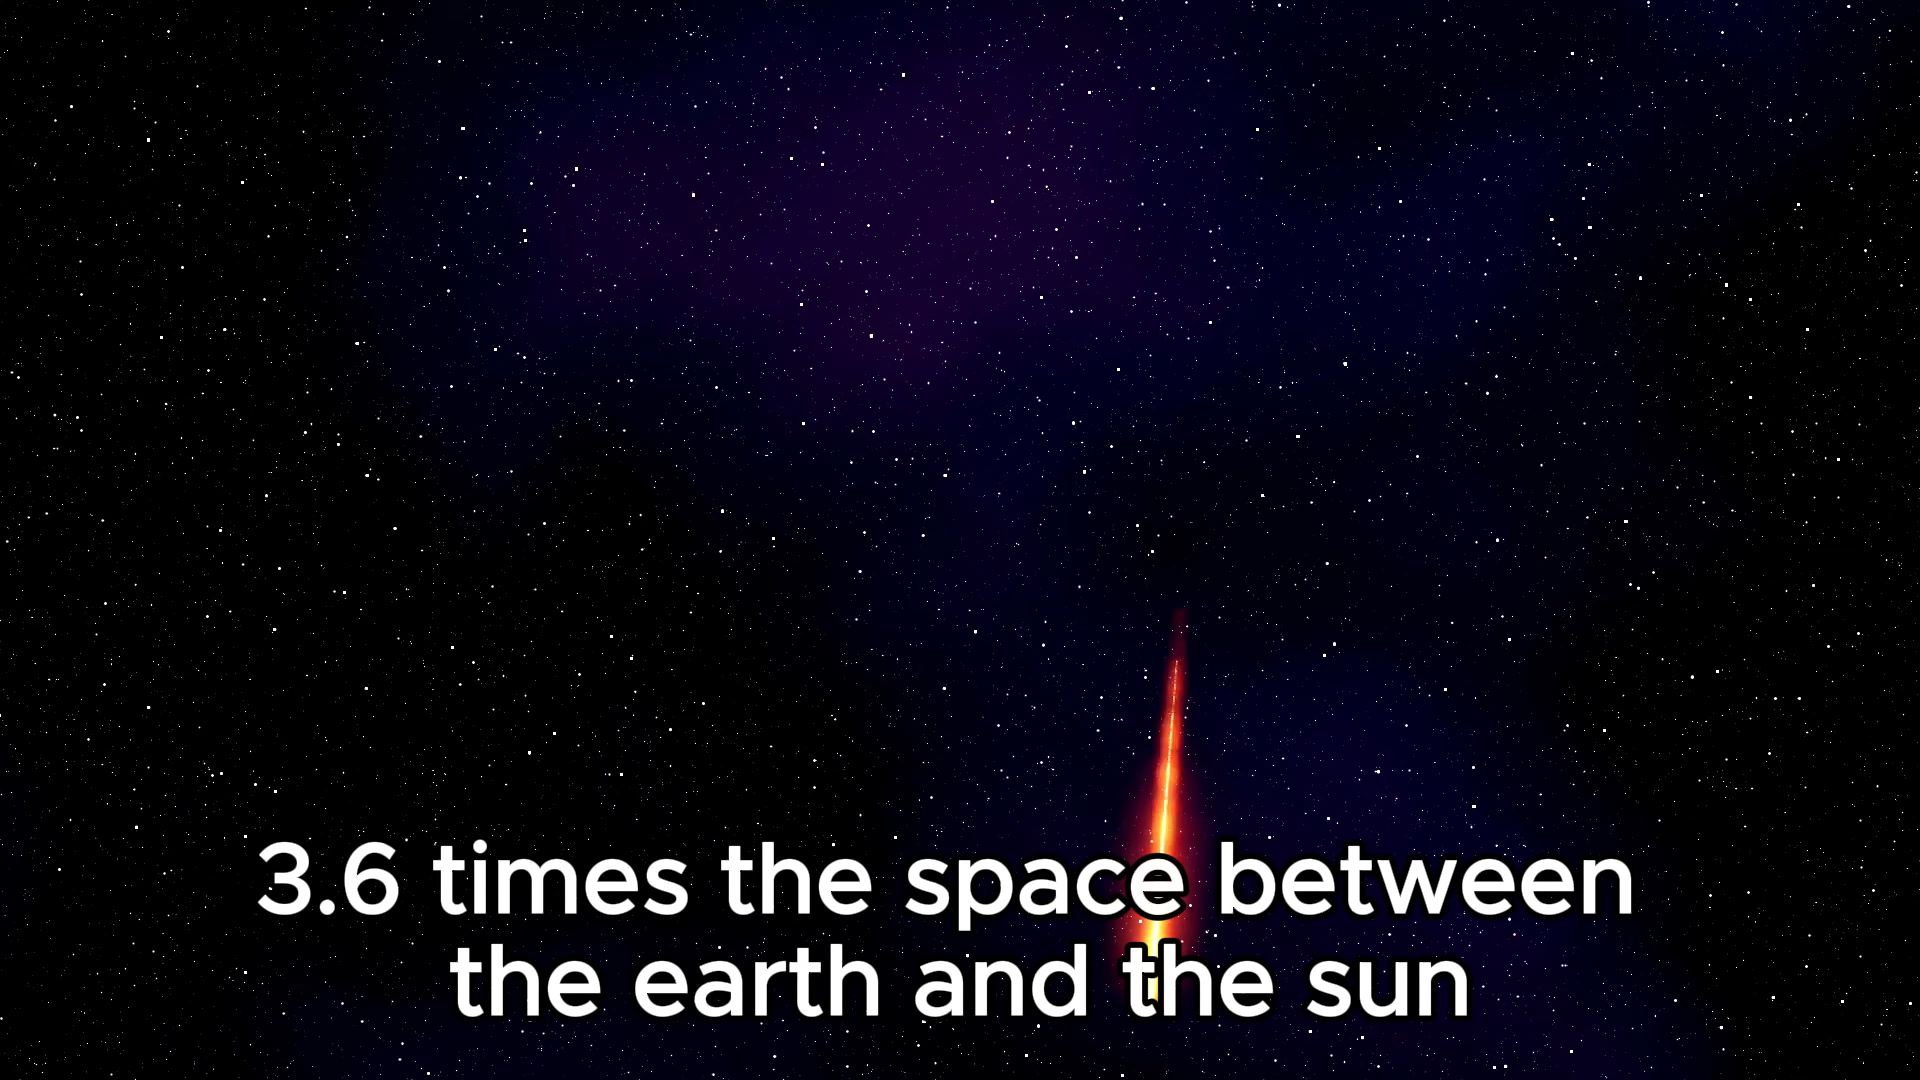 3.6 times the space between
the earth and the sun